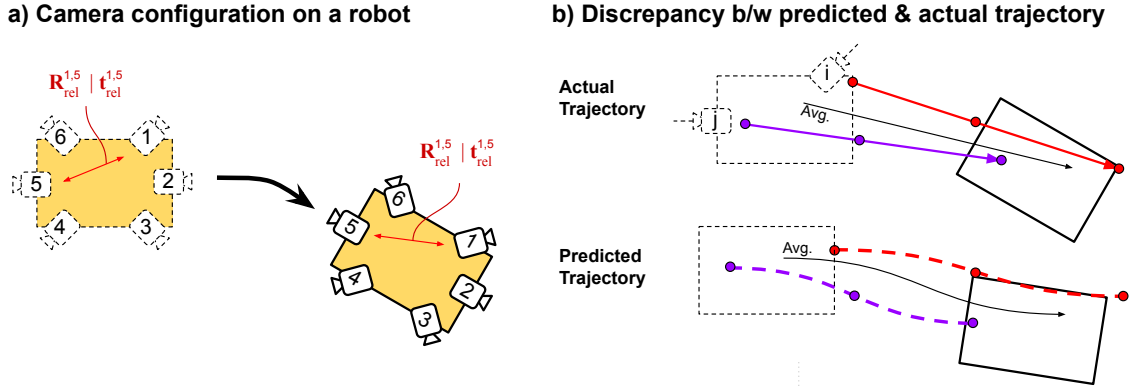 a) Camera configuration on a robot
R^{1,5}_{rel} | t^{1,5}_{rel}
6
1
5
2
4
3
R^{1,5}_{rel} | t^{1,5}_{rel}
6
5
1
4
2
3
b) Discrepancy b/w predicted & actual trajectory
Actual
Trajectory
i
j
Avg.
Predicted
Trajectory
Avg.